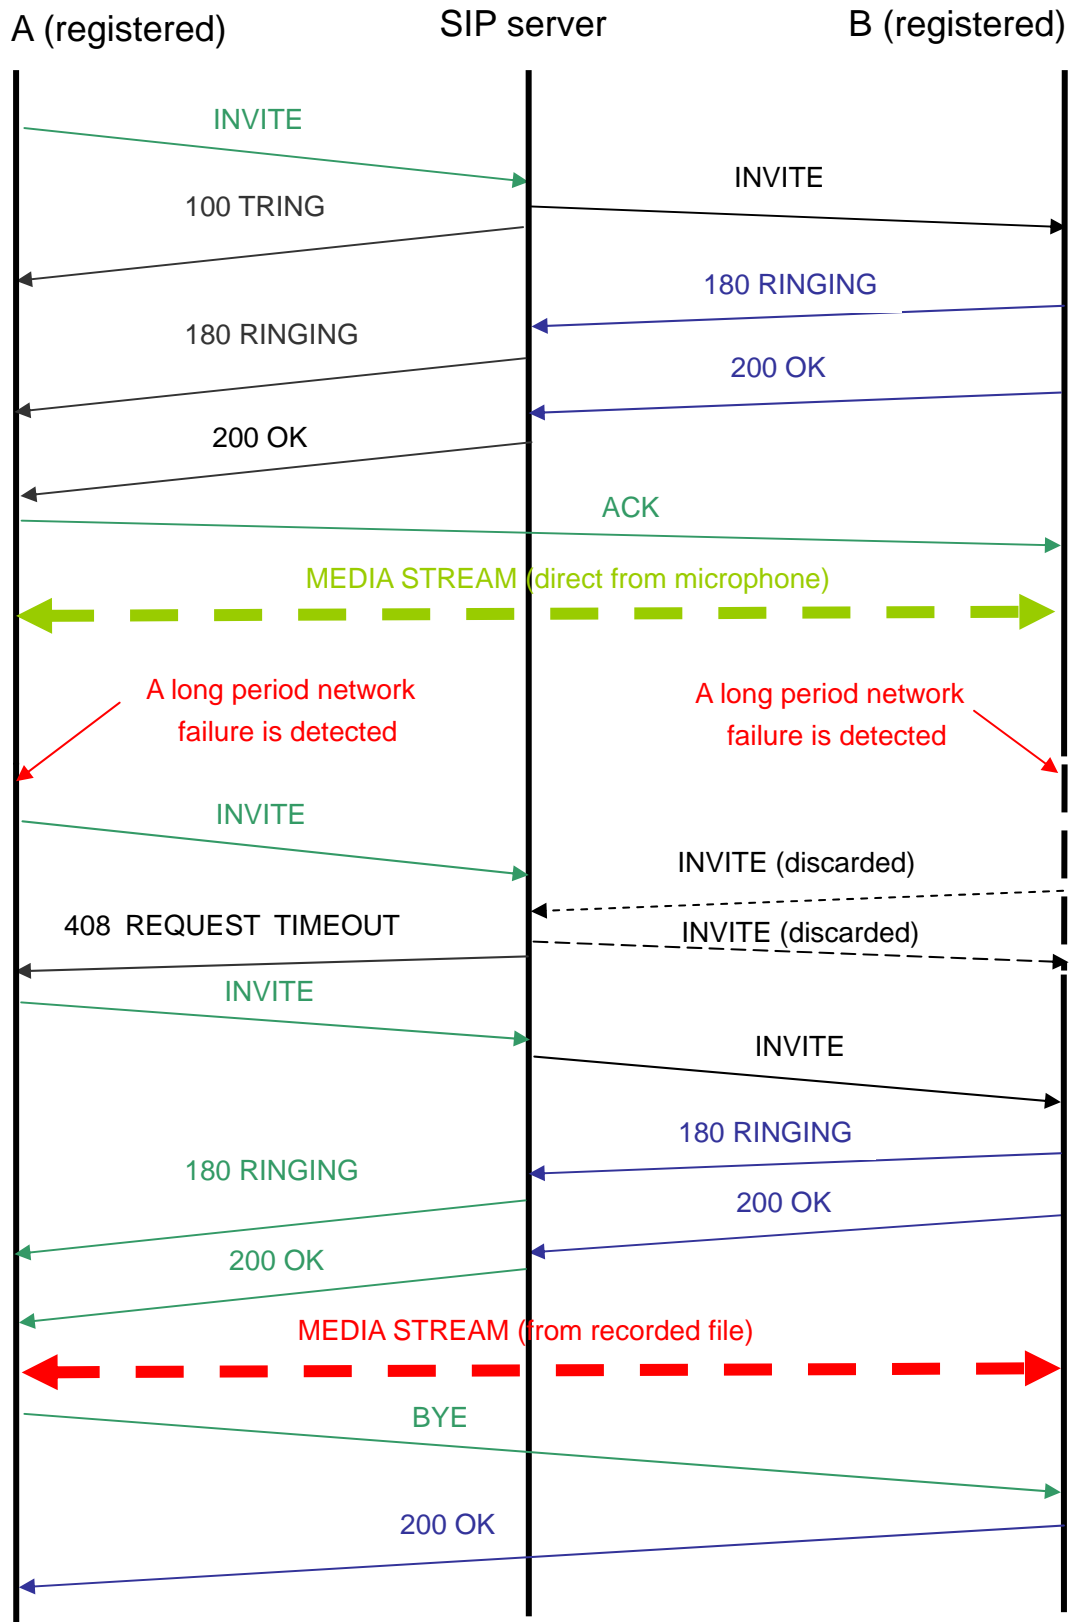 A (registered)
SIP server
B (registered)
INVITE
INVITE
100 TRING
180 RINGING
180 RINGING
200 OK
200 OK
ACK
MEDIA STREAM (direct from microphone)
A long period network
failure is detected
A long period network
failure is detected
INVITE
INVITE (discarded)
408 REQUEST TIMEOUT
INVITE (discarded)
INVITE
INVITE
180 RINGING
180 RINGING
200 OK
200 OK
MEDIA STREAM (from recorded file)
BYE
200 OK